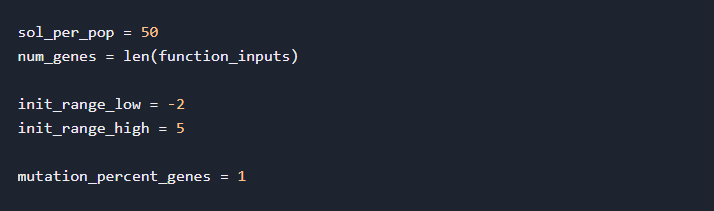 sol_per_pop = 50
num_genes = len(function_inputs)
init_range_low = -2
init_range_high = 5
mutation_percent_genes = 1